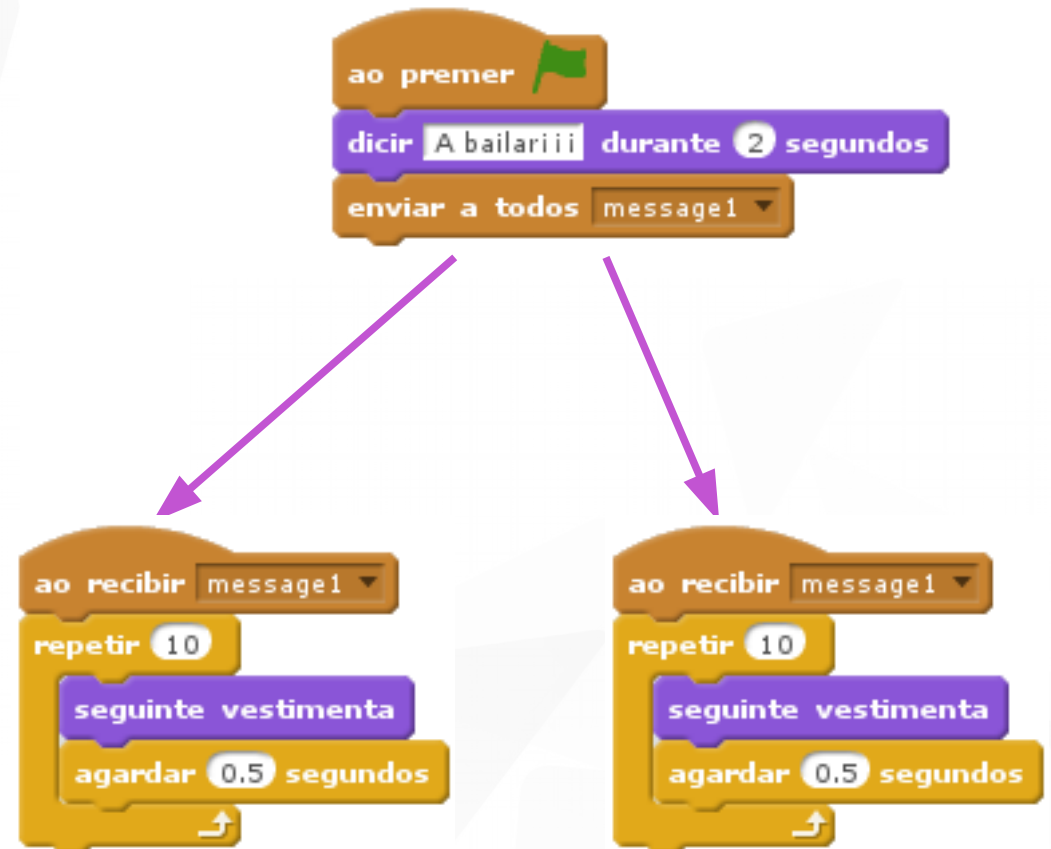 ao premer
dicir A bailariii durante 2 segundos
enviar a todos message1
ao recibir message1
repetir 10
seguinte vestimenta
agardar 0.5 segundos
ao recibir message1
repetir 10
seguinte vestimenta
agardar 0.5 segundos